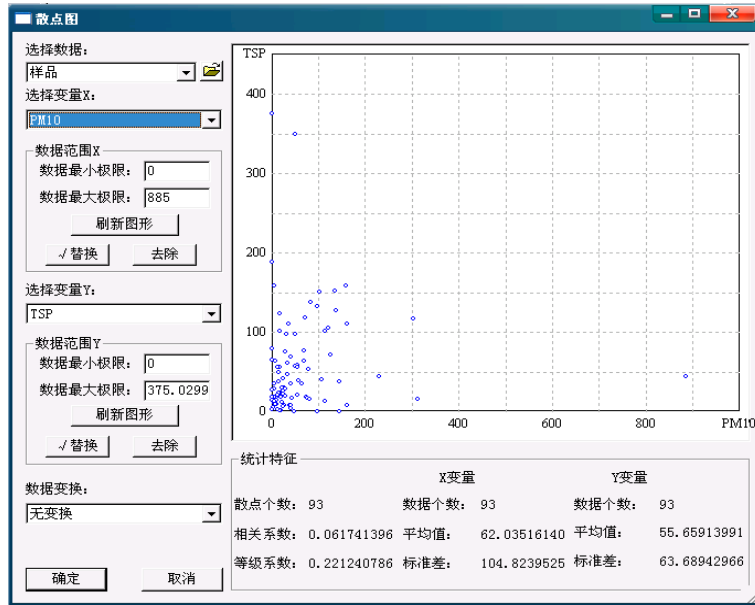 散点图
选择数据:
样品
选择变量X:
PM10
数据范围X
数据最小极限: 0
数据最大极限: 885
刷新图形
√替换 去除
选择变量Y:
TSP
数据范围Y
数据最小极限: 0
数据最大极限: 375.0299
刷新图形
√替换 去除
数据变换:
无变换
确定 取消
TSP
400
300
200
100
0
0 200 400 600 800 PM10
统计特征
X变量 Y变量
散点个数: 93 数据个数: 93 数据个数: 93
相关系数: 0.061741396 平均值: 62.03516140 平均值: 55.65913991
等级系数: 0.221240786 标准差: 104.8239525 标准差: 63.68942966